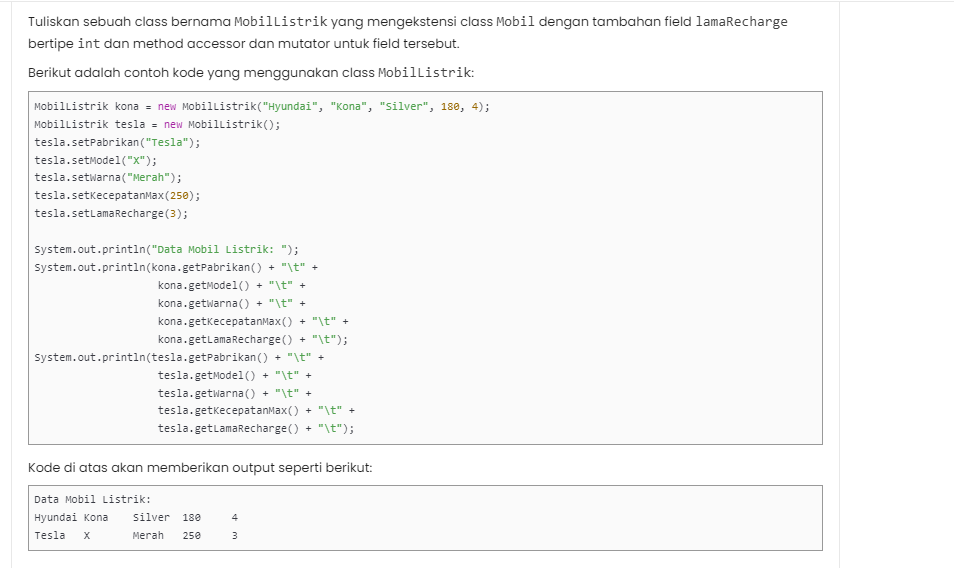 Tuliskan sebuah class bernama MobilListrik yang mengekstensi class Mobil dengan tambahan field lamaRecharge
bertipe int dan method accessor dan mutator untuk field tersebut.
Berikut adalah contoh kode yang menggunakan class MobilListrik:
MobilListrik kona = new MobilListrik("Hyundai", "Kona", "Silver", 180, 4);
MobilListrik tesla = new MobilListrik();
tesla.setPabrikan("Tesla");
tesla.setModel("X");
tesla.setWarna("Merah");
tesla.setKecepatanMax(250);
tesla.setLamaRecharge(3);
System.out.println("Data Mobil Listrik: ");
System.out.println(kona.getPabrikan() + "\t" +
kona.getModel() + "\t" +
kona.getWarna() + "\t" +
kona.getKecepatanMax() + "\t" +
kona.getLamaRecharge() + "\t");
System.out.println(tesla.getPabrikan() + "\t" +
tesla.getModel() + "\t" +
tesla.getWarna() + "\t" +
tesla.getKecepatanMax() + "\t" +
tesla.getLamaRecharge() + "\t");
Kode di atas akan memberikan output seperti berikut:
Data Mobil Listrik:
Hyundai Kona    Silver  180     4
Tesla   X       Merah   250     3